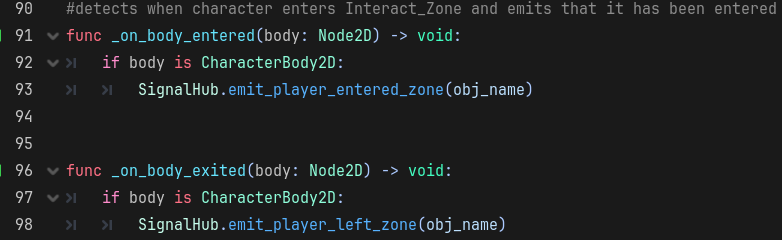 90 #detects when character enters Interact_Zone and emits that it has been entered
91 func _on_body_entered(body: Node2D) -> void:
92 if body is CharacterBody2D:
93 SignalHub.emit_player_entered_zone(obj_name)
94
95
96 func _on_body_exited(body: Node2D) -> void:
97 if body is CharacterBody2D:
98 SignalHub.emit_player_left_zone(obj_name)